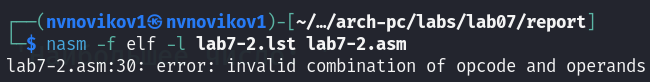 ┌──(nvnovikov1㉿nvnovikov1)-[~/…/arch-pc/labs/lab07/report]
└─$ nasm -f elf -l lab7-2.lst lab7-2.asm
lab7-2.asm:30: error: invalid combination of opcode and operands